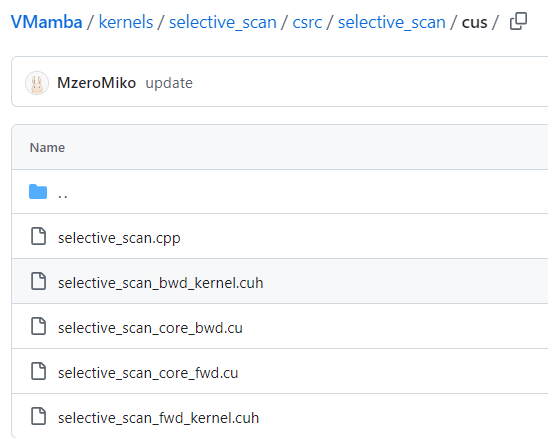 VMamba / kernels / selective_scan / csrc / selective_scan / cus /
MzeroMiko update
Name
..
selective_scan.cpp
selective_scan_bwd_kernel.cuh
selective_scan_core_bwd.cu
selective_scan_core_fwd.cu
selective_scan_fwd_kernel.cuh